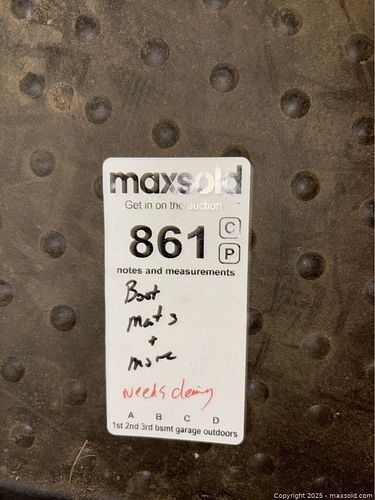 maxsold
Get in on the auction
861 C
P
notes and measurements
Boot
mats
+
more
needs cleaning
A B C D
1st 2nd 3rd bsmt garage outdoors
Copyright 2025 - maxsold.com